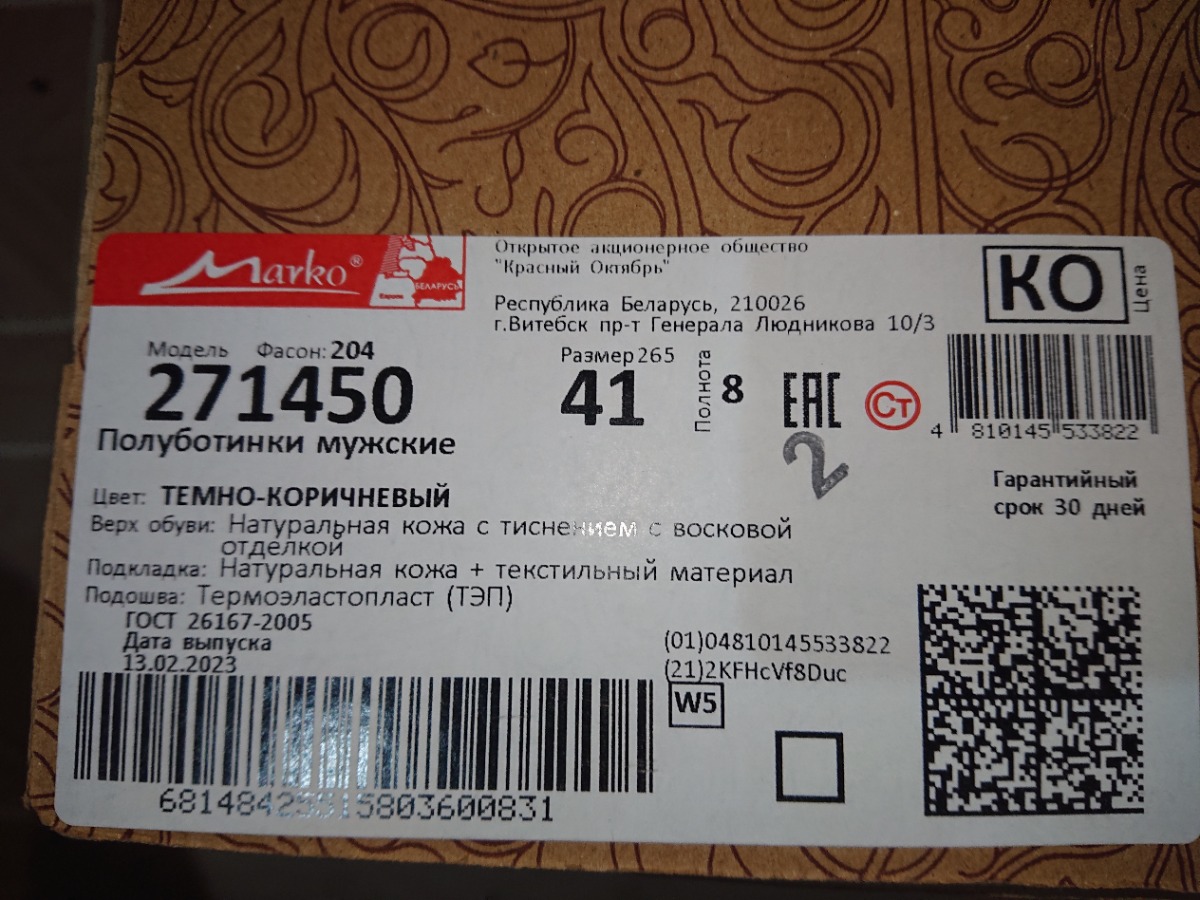 Marko®
Европа
БЕЛАРУСЬ
Открытое акционерное общество
"Красный Октябрь"
Республика Беларусь, 210026
г.Витебск пр-т Генерала Людникова 10/3
КО
Цена
Модель Фасон: 204
271450
Полуботинки мужские
Размер 265
41
Полнота
8
EAC
Ст
2
4 810145 533822
Гарантийный
срок 30 дней
Цвет: ТЕМНО-КОРИЧНЕВЫЙ
Верх обуви: Натуральная кожа с тиснением с восковой
отделкой
Подкладка: Натуральная кожа + текстильный материал
Подошва: Термоэластопласт (ТЭП)
ГОСТ 26167-2005
Дата выпуска
13.02.2023
(01)04810145533822
(21)2KFHcVf8Duc
W5